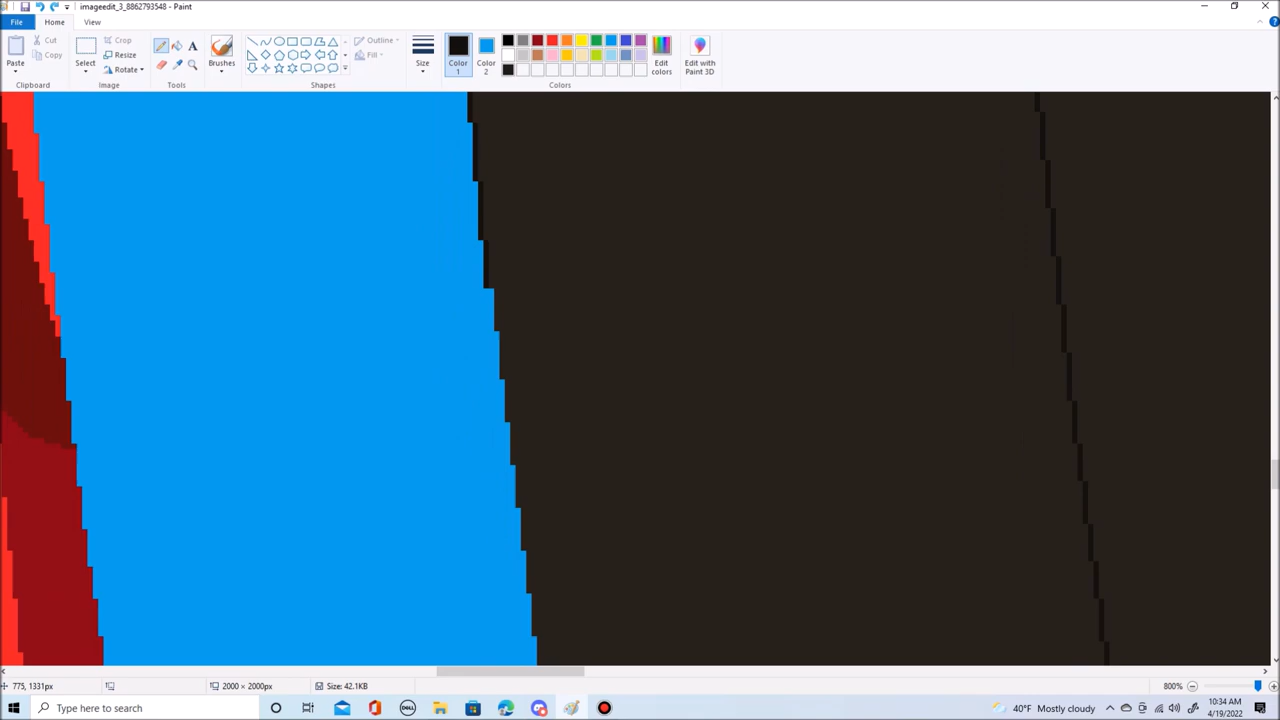 imageedit_3_8862793548 - Paint
File
Home
View
Paste
Cut
Copy
Clipboard
Select
Crop
Resize
Rotate
Image
A
Tools
Brushes
Outline
Fill
Shapes
Size
Color
1
Color
2
Edit
colors
Edit with
Paint 3D
Colors
775, 1331px
2000 × 2000px
Size: 42.1KB
800%
Type here to search
DELL
40°F Mostly cloudy
10:34 AM
4/19/2022